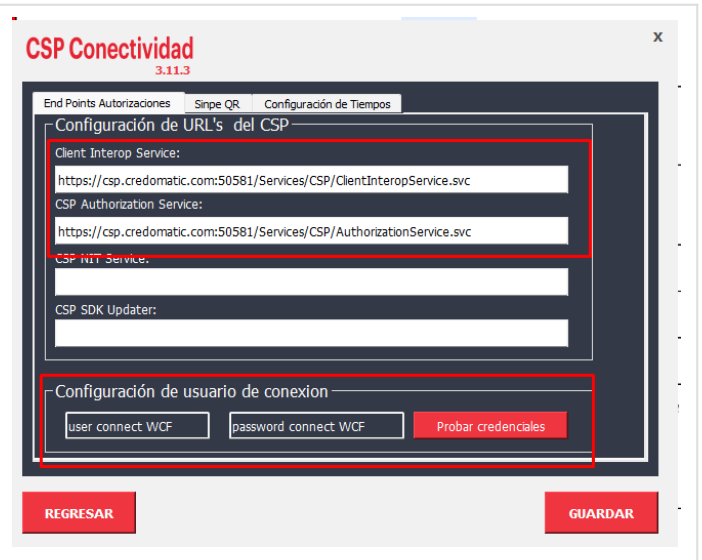 CSP Conectividad
x
3.11.3
End Points Autorizaciones Sinpe QR Configuración de Tiempos
Configuración de URL's del CSP
Client Interop Service:
https://csp.credomatic.com:50581/Services/CSP/ClientInteropService.svc
CSP Authorization Service:
https://csp.credomatic.com:50581/Services/CSP/AuthorizationService.svc
CSP NIT Service:
CSP SDK Updater:
Configuración de usuario de conexion
user connect WCF password connect WCF Probar credenciales
REGRESAR GUARDAR